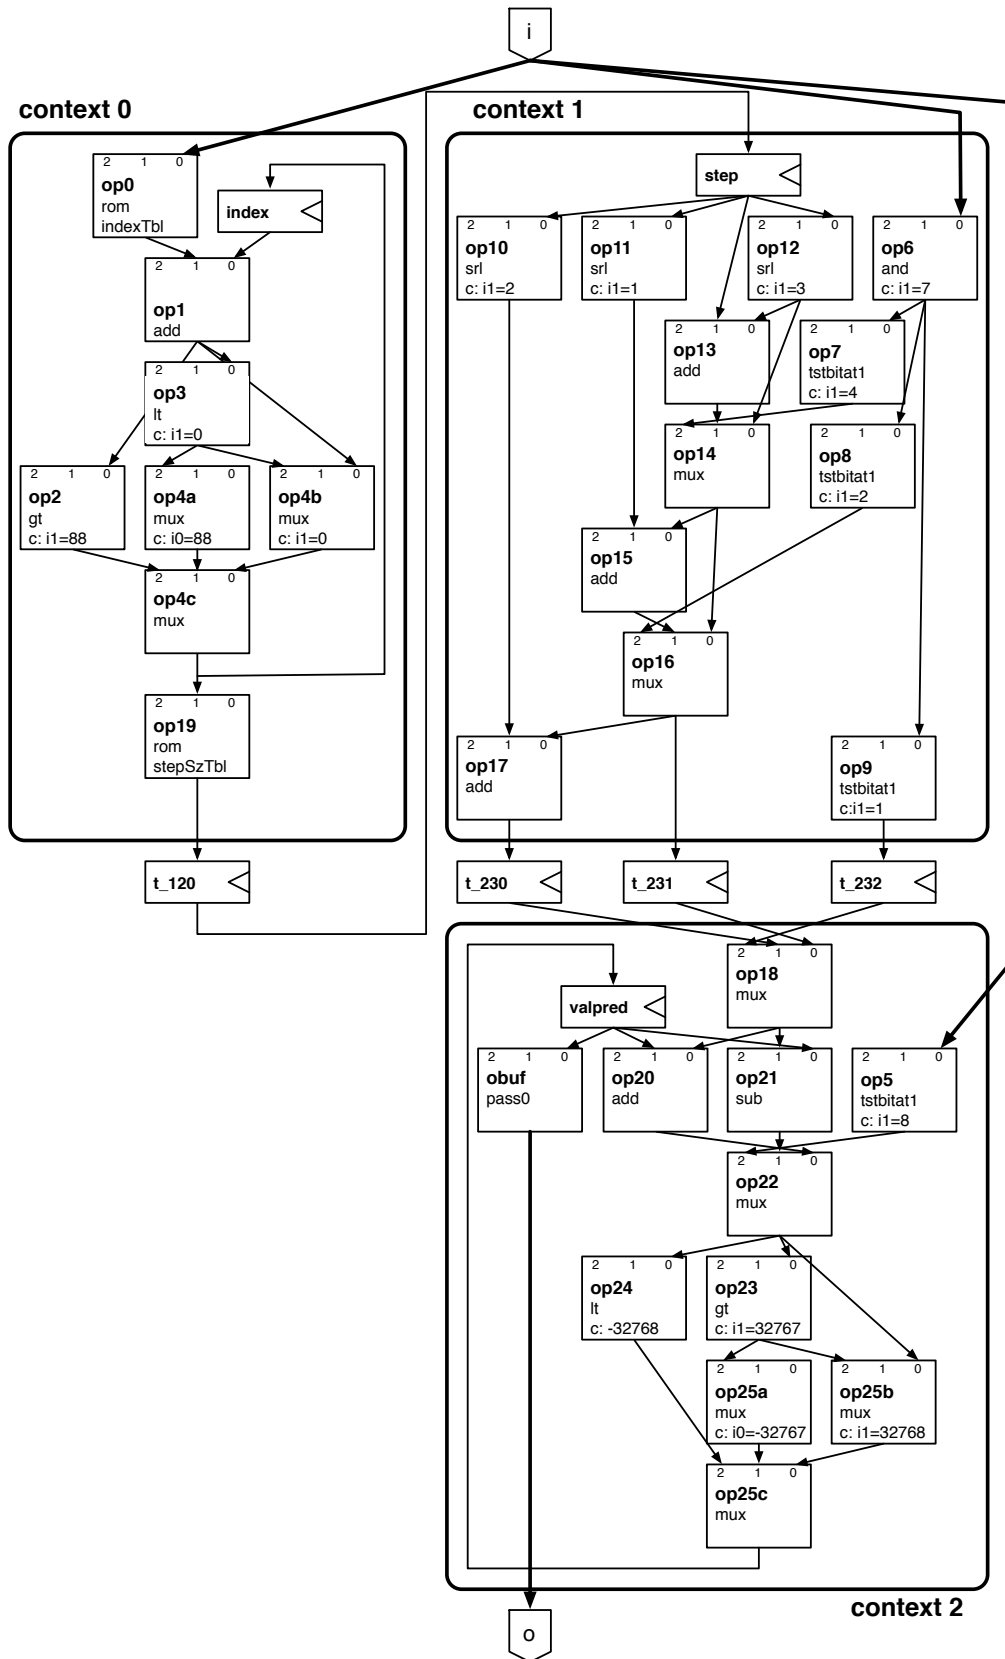 i
context 0
context 1
2 1 0
op0
rom
indexTbl
index
2 1 0
op1
add
2 1 0
op3
lt
c: i1=0
2 1 0
op2
gt
c: i1=88
2 1 0
op4a
mux
c: i0=88
2 1 0
op4b
mux
c: i1=0
2 1 0
op4c
mux
2 1 0
op19
rom
stepSzTbl
t_120
step
2 1 0
op10
srl
c: i1=2
2 1 0
op11
srl
c: i1=1
2 1 0
op12
srl
c: i1=3
2 1 0
op6
and
c: i1=7
2 1 0
op13
add
2 1 0
op7
tstbitat1
c: i1=4
2 1 0
op14
mux
2 1 0
op8
tstbitat1
c: i1=2
2 1 0
op15
add
2 1 0
op16
mux
2 1 0
op17
add
2 1 0
op9
tstbitat1
c:i1=1
t_230
t_231
t_232
2 1 0
op18
mux
valpred
2 1 0
obuf
pass0
2 1 0
op20
add
2 1 0
op21
sub
2 1 0
op5
tstbitat1
c: i1=8
2 1 0
op22
mux
2 1 0
op24
lt
c: -32768
2 1 0
op23
gt
c: i1=32767
2 1 0
op25a
mux
c: i0=-32767
2 1 0
op25b
mux
c: i1=32768
2 1 0
op25c
mux
context 2
o